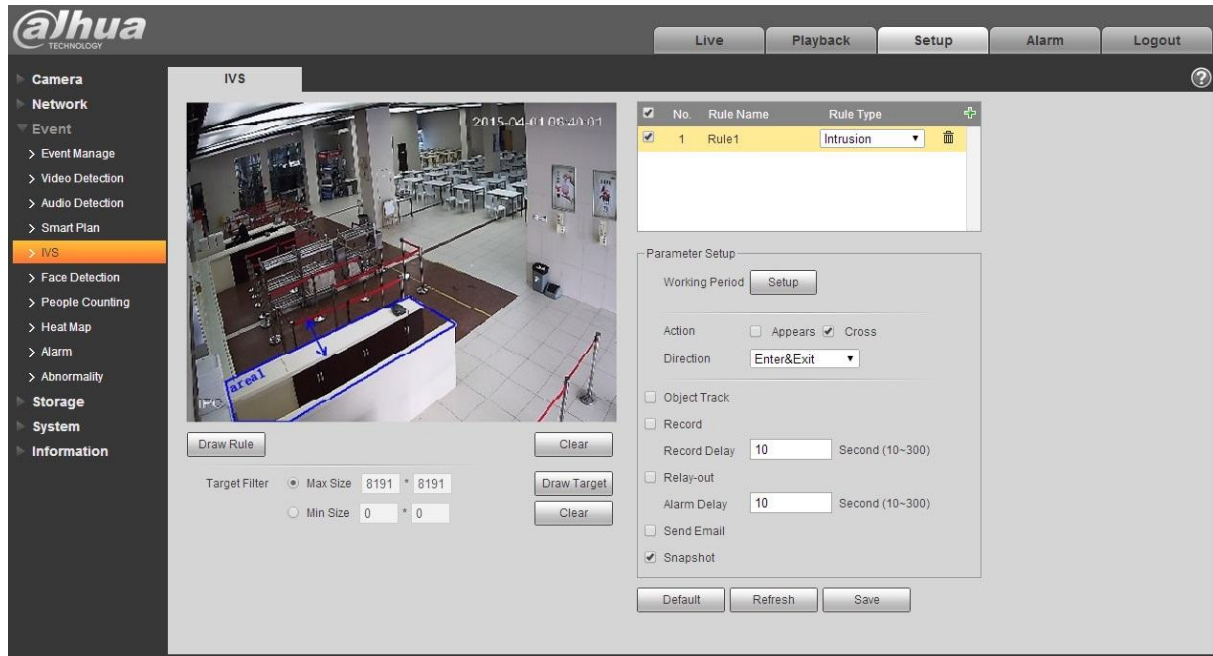 alhua
TECHNOLOGY
Live
Playback
Setup
Alarm
Logout
Camera
Network
Event
Event Manage
Video Detection
Audio Detection
Smart Plan
IVS
Face Detection
People Counting
Heat Map
Alarm
Abnormality
Storage
System
Information
IVS
2015-04-01 08:40:01
area1
IPC
Draw Rule
Clear
Target Filter Max Size 8191 * 8191 Draw Target
Min Size 0 * 0 Clear
No. Rule Name Rule Type
1 Rule1 Intrusion
Parameter Setup
Working Period Setup
Action Appears Cross
Direction Enter&Exit
Object Track
Record
Record Delay 10 Second (10~300)
Relay-out
Alarm Delay 10 Second (10~300)
Send Email
Snapshot
Default Refresh Save